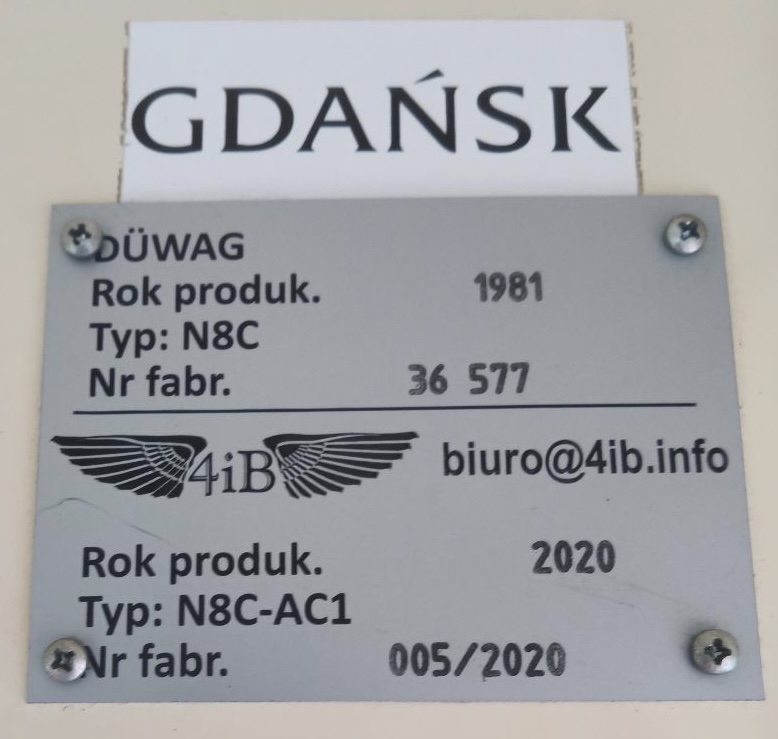 GDAŃSK
DÜWAG
Rok produk. 1981
Typ: N8C
Nr fabr. 36 577
4iB biuro@4ib.info
Rok produk. 2020
Typ: N8C-AC1
Nr fabr. 005/2020